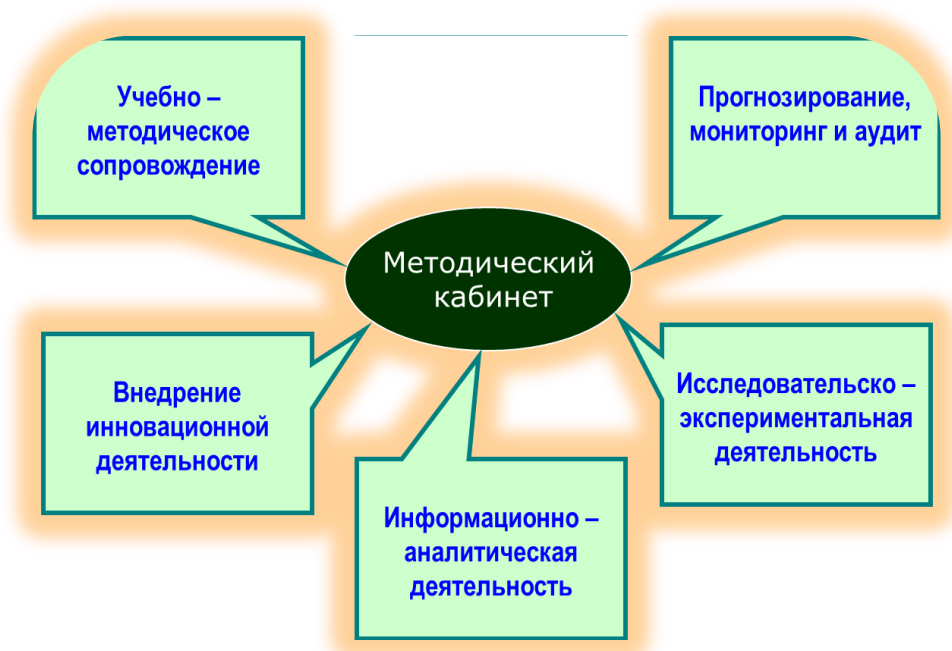 Учебно –
методическое
сопровождение
Прогнозирование,
мониторинг и аудит
Методический
кабинет
Внедрение
инновационной
деятельности
Исследовательско –
экспериментальная
деятельность
Информационно –
аналитическая
деятельность